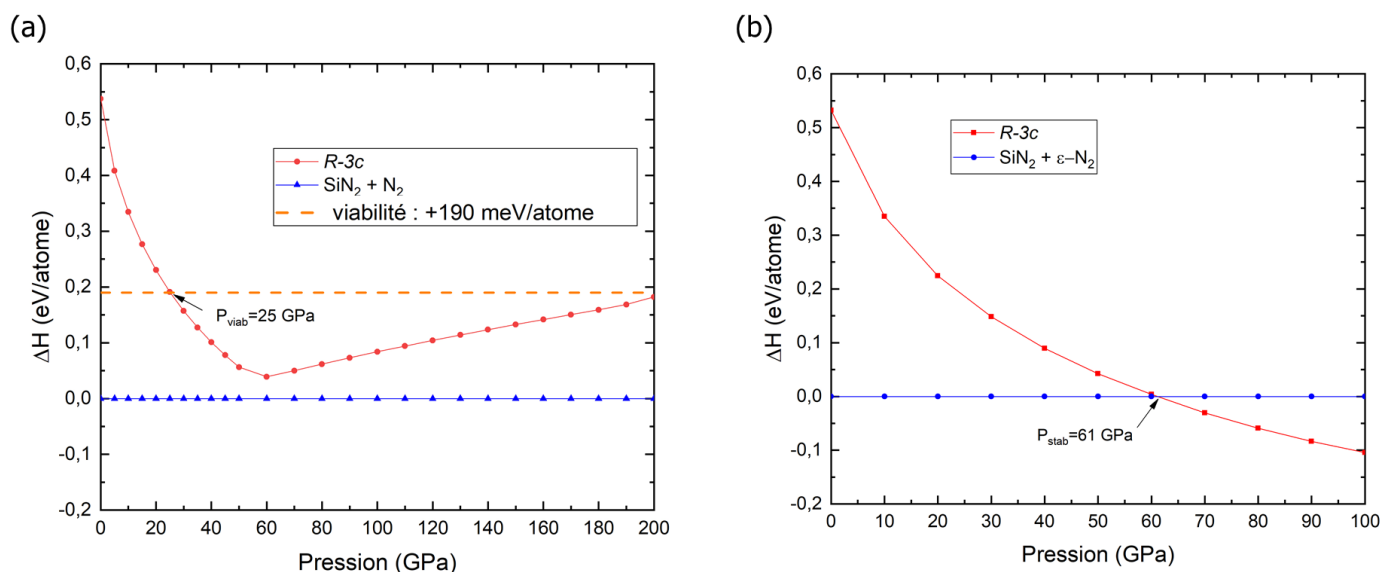 (a)
0,6
0,5
0,4
0,3
0,2
0,1
0,0
-0,1
-0,2
ΔH (eV/atome)
R-3c
SiN₂ + N₂
viabilité : +190 meV/atome
P_viab=25 GPa
0 20 40 60 80 100 120 140 160 180 200
Pression (GPa)
(b)
0,6
0,5
0,4
0,3
0,2
0,1
0,0
-0,1
-0,2
ΔH (eV/atome)
R-3c
SiN₂ + ε−N₂
P_stab=61 GPa
0 10 20 30 40 50 60 70 80 90 100
Pression (GPa)